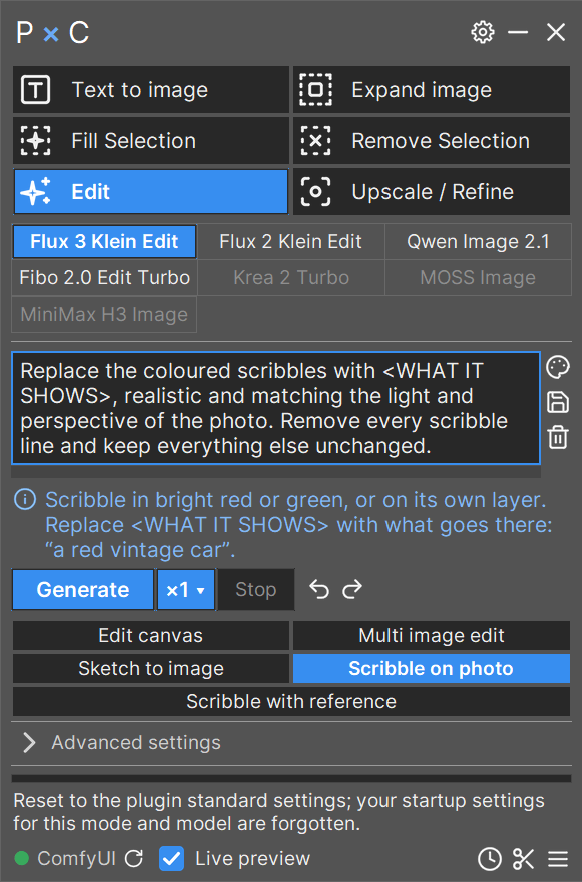 P × C
Text to image
Expand image
Fill Selection
Remove Selection
Edit
Upscale / Refine
Flux 3 Klein Edit
Flux 2 Klein Edit
Qwen Image 2.1
Fibo 2.0 Edit Turbo
Krea 2 Turbo
MOSS Image
MiniMax H3 Image
Replace the coloured scribbles with <WHAT IT
SHOWS>, realistic and matching the light and
perspective of the photo. Remove every scribble
line and keep everything else unchanged.
Scribble in bright red or green, or on its own layer.
Replace <WHAT IT SHOWS> with what goes there:
“a red vintage car”.
Generate
×1
Stop
Edit canvas
Multi image edit
Sketch to image
Scribble on photo
Scribble with reference
Advanced settings
Reset to the plugin standard settings; your startup settings
for this mode and model are forgotten.
ComfyUI
Live preview